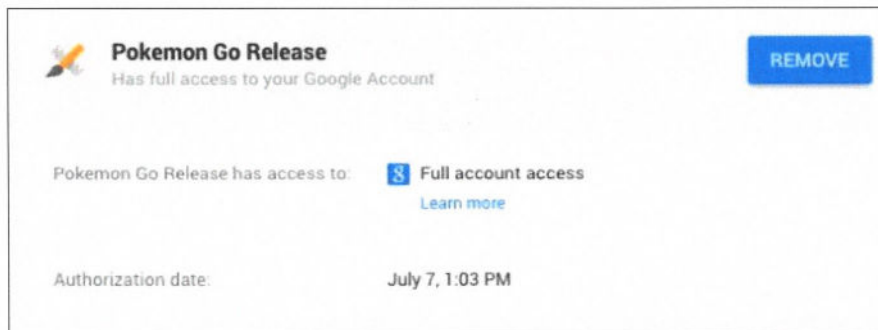 Pokemon Go Release
Has full access to your Google Account
REMOVE
Pokemon Go Release has access to:
8 Full account access
Learn more
Authorization date:
July 7, 1:03 PM